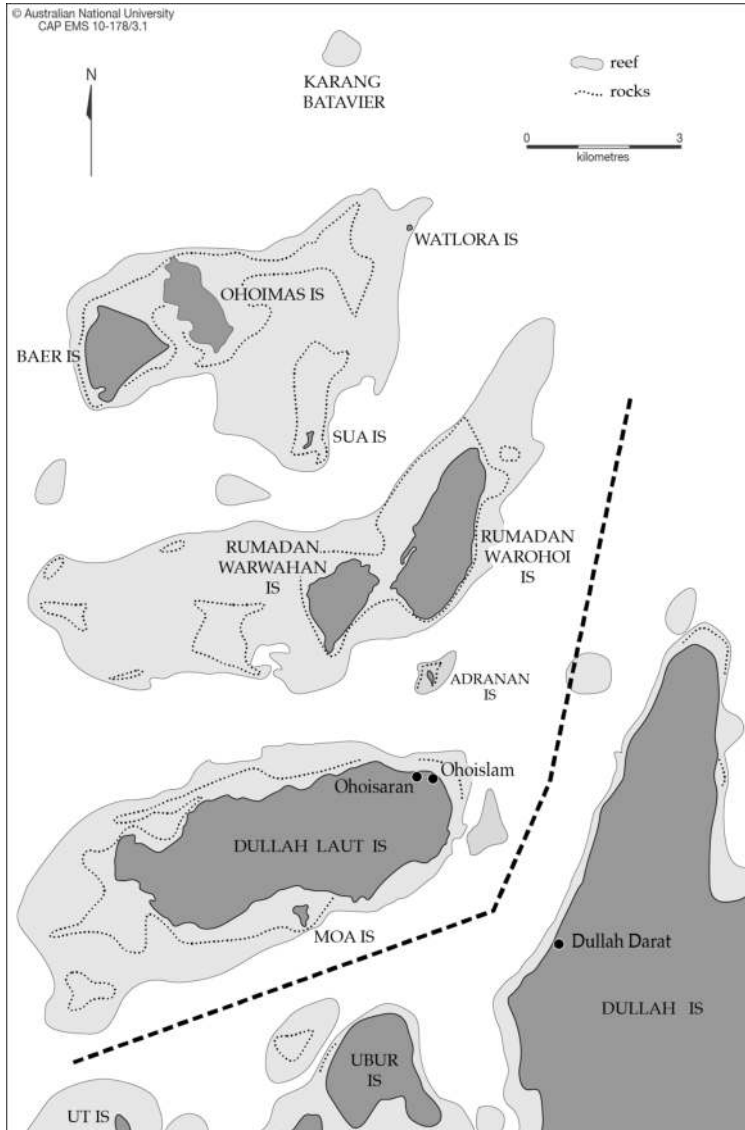 © Australian National University
CAP EMS 10-178/3.1
KARANG
BATAVIER
N
reef
rocks
0 3
kilometres
WATLORA IS
OHOIMAS IS
BAER IS
SUA IS
RUMADAN
WARWAHAN
IS
RUMADAN
WAROHOI
IS
ADRANAN
IS
Ohoislam
Ohoisaran
DULLAH LAUT IS
MOA IS
Dullah Darat
DULLAH IS
UBUR
IS
UT IS